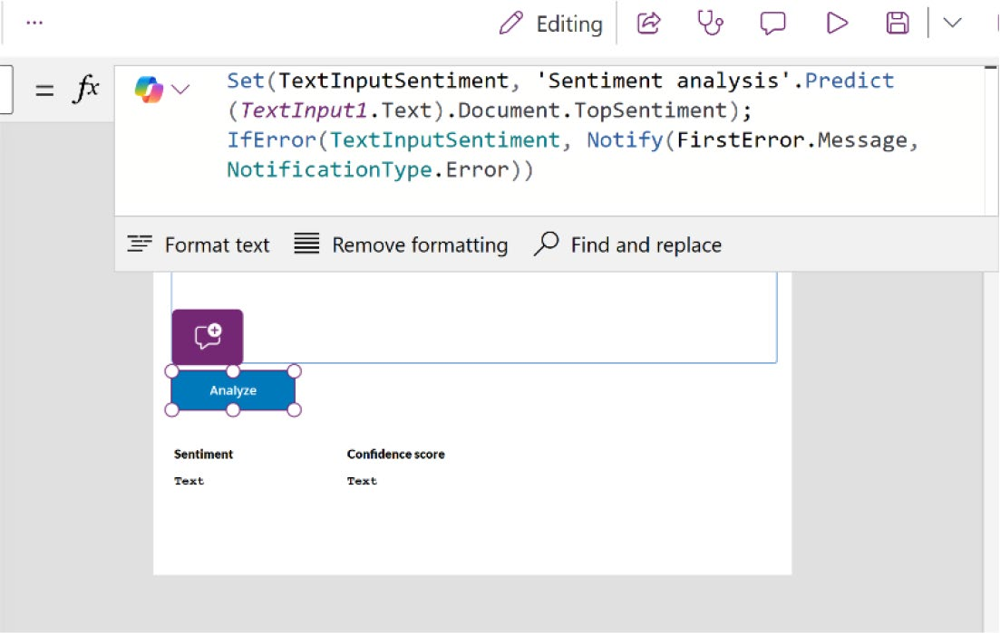 ...
Editing
= fx
Set(TextInputSentiment, 'Sentiment analysis'.Predict
(TextInput1.Text).Document.TopSentiment);
IfError(TextInputSentiment, Notify(FirstError.Message,
NotificationType.Error))
Format text Remove formatting Find and replace
Analyze
Sentiment Confidence score
Text Text